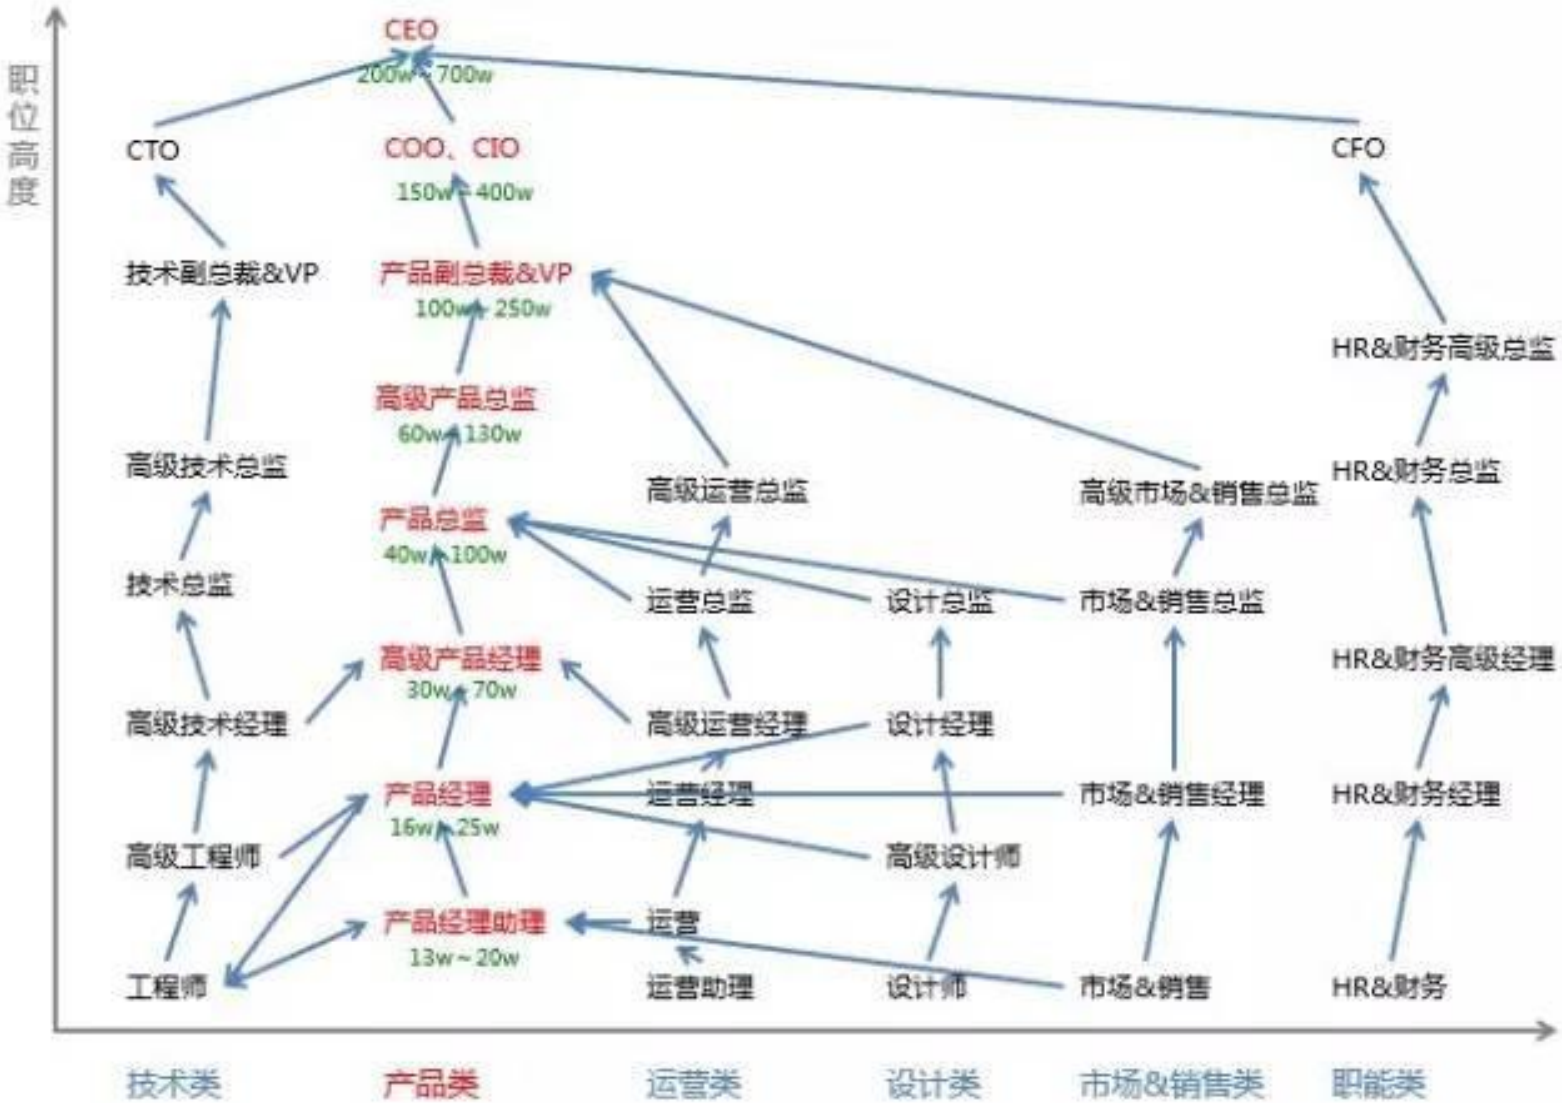 职位高度
CEO
200w~700w
CTO
COO、CIO
CFO
150w~400w
技术副总裁&VP
产品副总裁&VP
100w~250w
HR&财务高级总监
高级产品总监
60w~130w
高级技术总监
HR&财务总监
高级运营总监
高级市场&销售总监
产品总监
40w~100w
技术总监
运营总监
设计总监
市场&销售总监
高级产品经理
HR&财务高级经理
30w~70w
高级技术经理
高级运营经理
设计经理
产品经理
运营经理
市场&销售经理
HR&财务经理
16w~25w
高级工程师
高级设计师
产品经理助理
运营
13w~20w
工程师
运营助理
设计师
市场&销售
HR&财务
技术类
产品类
运营类
设计类
市场&销售类
职能类